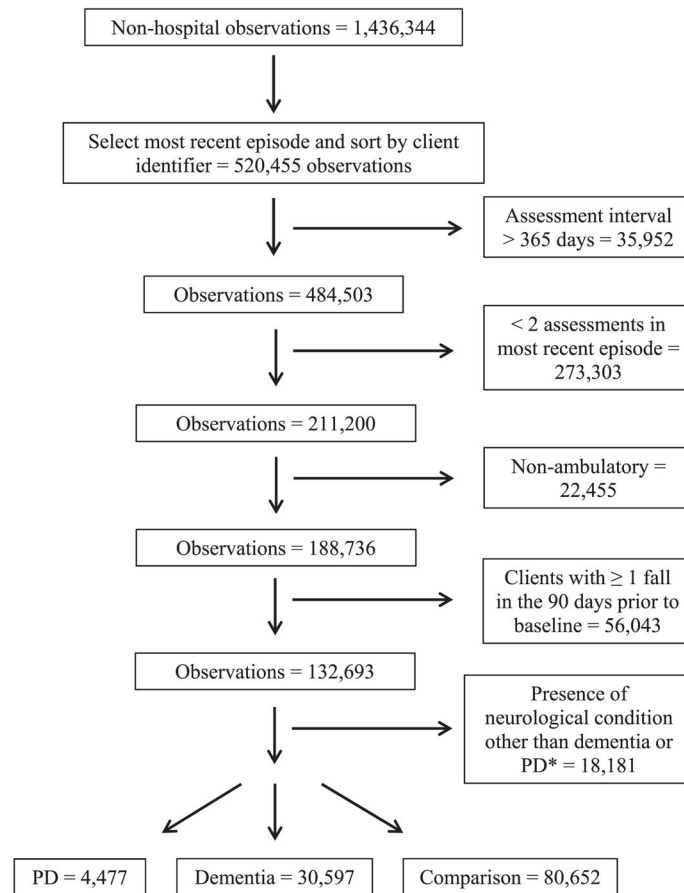 Non-hospital observations = 1,436,344
Select most recent episode and sort by client
identifier = 520,455 observations
Assessment interval
> 365 days = 35,952
Observations = 484,503
< 2 assessments in
most recent episode =
273,303
Observations = 211,200
Non-ambulatory =
22,455
Observations = 188,736
Clients with ≥ 1 fall
in the 90 days prior to
baseline = 56,043
Observations = 132,693
Presence of
neurological condition
other than dementia or
PD* = 18,181
PD = 4,477
Dementia = 30,597
Comparison = 80,652